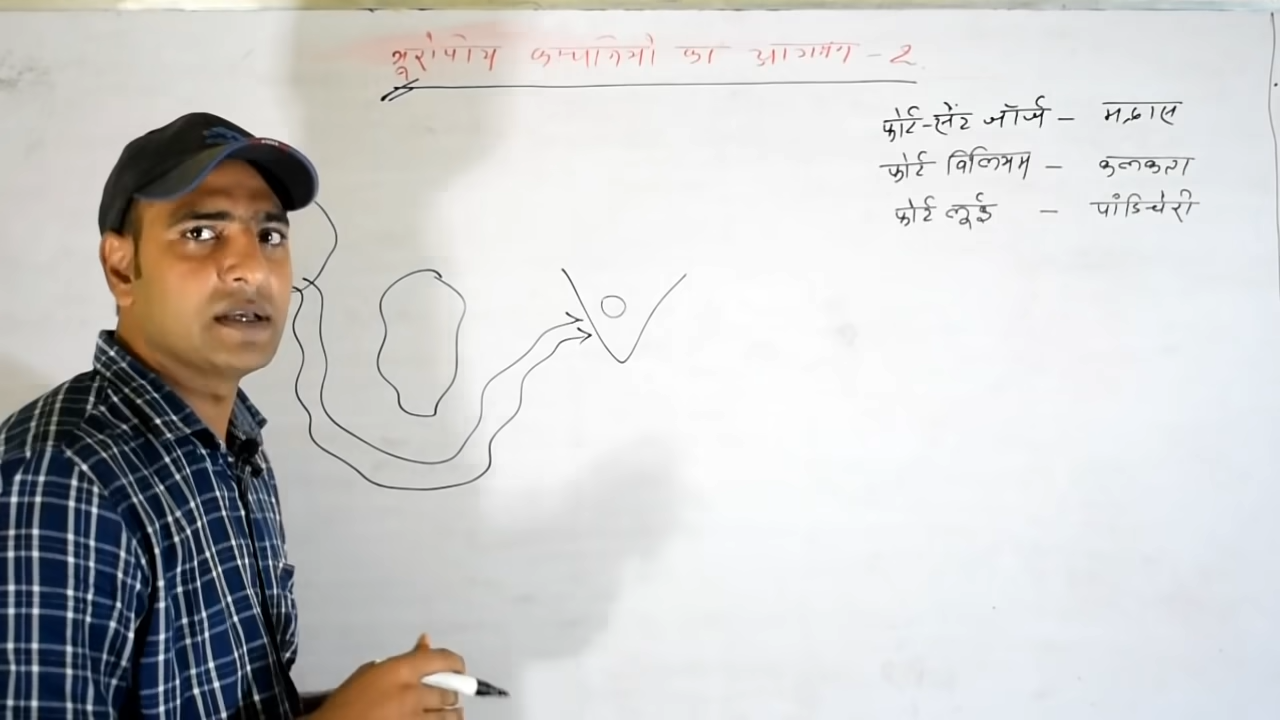 यूरोपीय कम्पनियों का आगमन - 2
फोर्ट-सेंट जॉर्ज - मद्रास
फोर्ट विलियम - कलकत्ता
फोर्ट लूई - पांडिचेरी